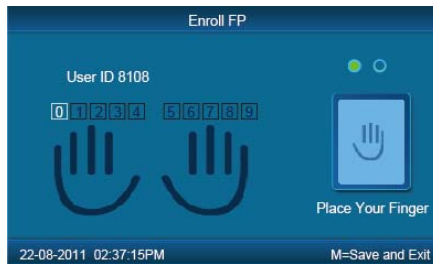 Enroll FP
User ID 8108
0 1 2 3 4 5 6 7 8 9
Place Your Finger
22-08-2011 02:37:15PM M=Save and Exit